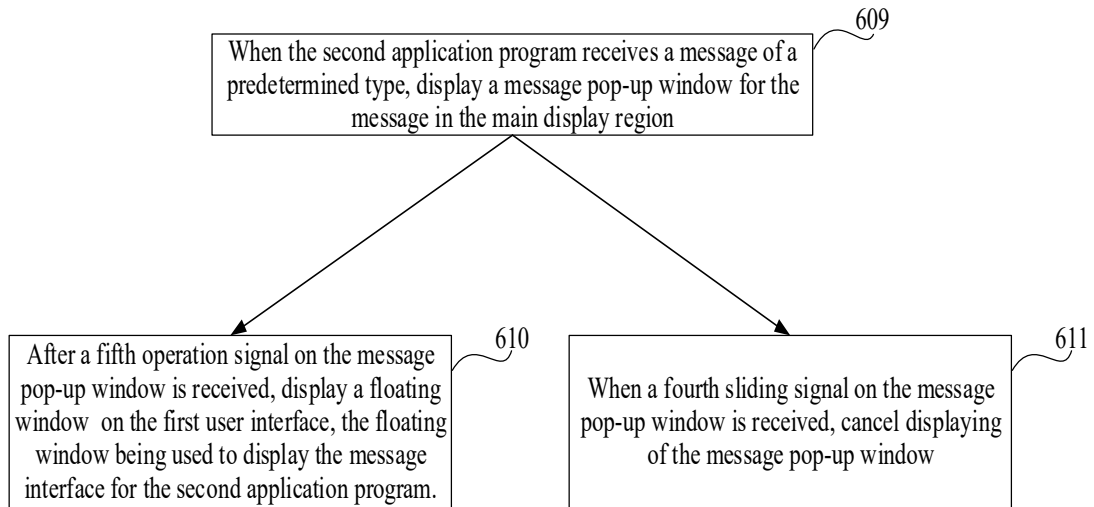 609
When the second application program receives a message of a
predetermined type, display a message pop-up window for the
message in the main display region
610
After a fifth operation signal on the message
pop-up window is received, display a floating
window on the first user interface, the floating
window being used to display the message
interface for the second application program.
611
When a fourth sliding signal on the message
pop-up window is received, cancel displaying
of the message pop-up window